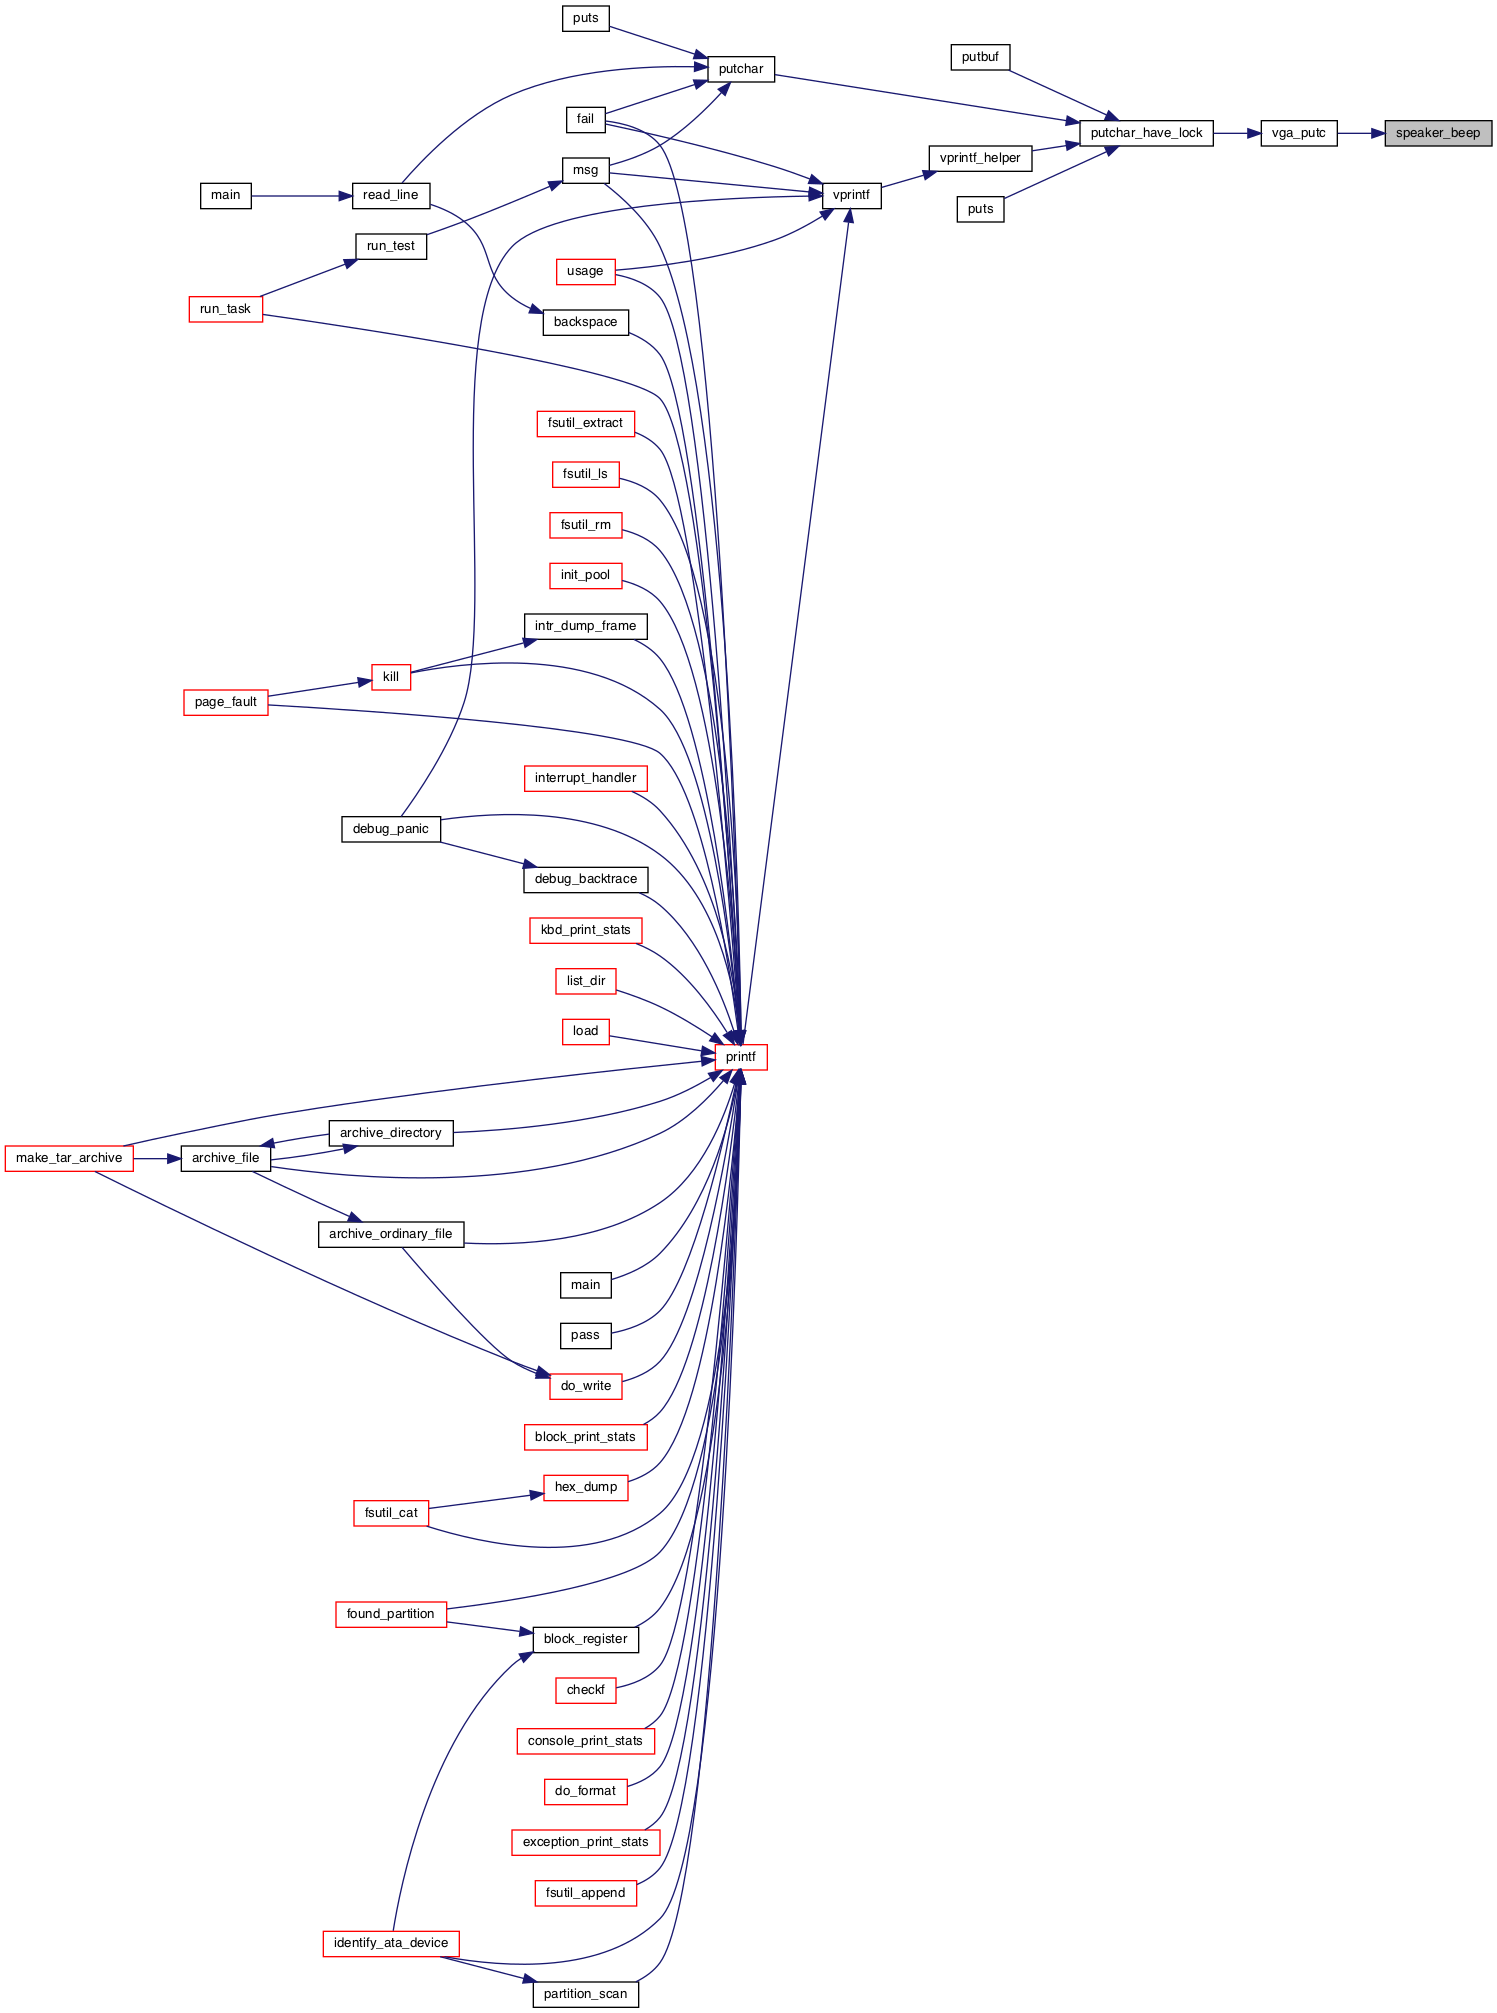 puts
putchar
putbuf
fail
putchar_have_lock
vga_putc
speaker_beep
vprintf_helper
msg
main
read_line
vprintf
puts
run_test
usage
run_task
backspace
fsutil_extract
fsutil_ls
fsutil_rm
init_pool
intr_dump_frame
kill
page_fault
interrupt_handler
debug_panic
debug_backtrace
kbd_print_stats
list_dir
load
printf
archive_directory
make_tar_archive
archive_file
archive_ordinary_file
main
pass
do_write
block_print_stats
hex_dump
fsutil_cat
found_partition
block_register
checkf
console_print_stats
do_format
exception_print_stats
fsutil_append
identify_ata_device
partition_scan